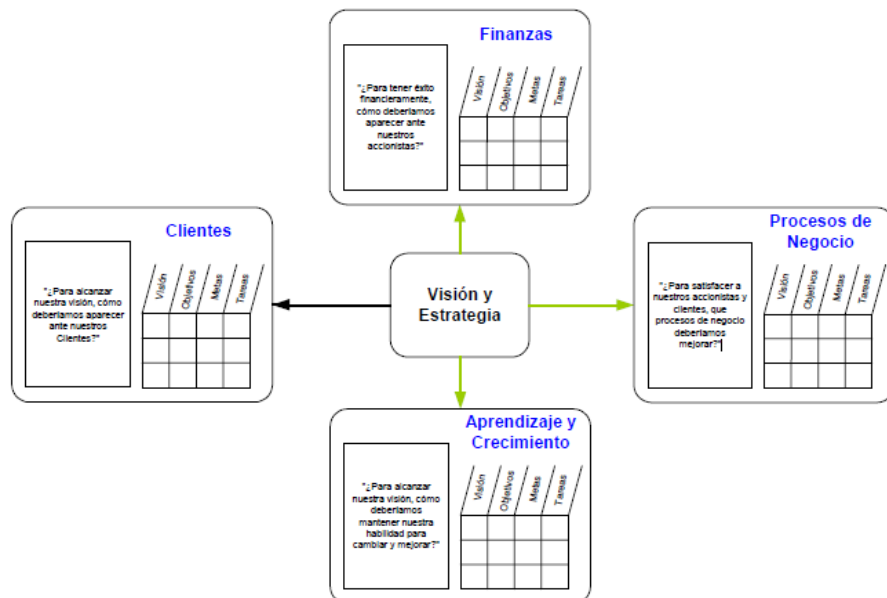 Finanzas
"¿Para tener éxito
financieramente,
cómo deberíamos
aparecer ante
nuestros
accionistas?"
Visión
Objetivos
Metas
Tareas
Clientes
"¿Para alcanzar
nuestra visión, cómo
deberíamos aparecer
ante nuestros
Clientes?"
Visión
Objetivos
Metas
Tareas
Visión y
Estrategia
Procesos de
Negocio
"¿Para satisfacer a
nuestros accionistas y
clientes, que
procesos de negocio
deberíamos
mejorar?"
Visión
Objetivos
Metas
Tareas
Aprendizaje y
Crecimiento
"¿Para alcanzar
nuestra visión, cómo
deberíamos
mantener nuestra
habilidad para
cambiar y mejorar?"
Visión
Objetivos
Metas
Tareas